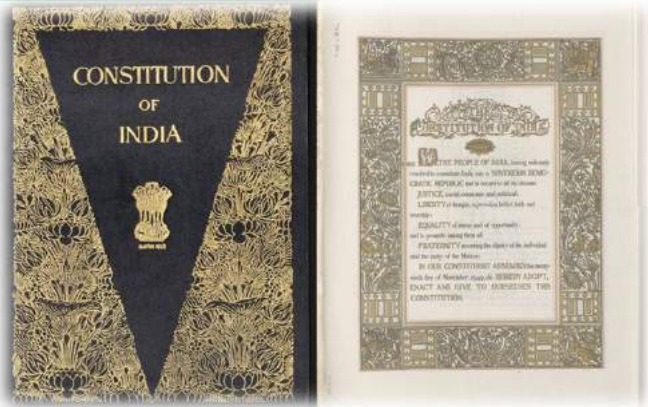 CONSTITUTION
OF
INDIA
CONSTITUTION OF INDIA
WE, THE PEOPLE OF INDIA, having solemnly
resolved to constitute India into a SOVEREIGN DEMO-
CRATIC REPUBLIC and to secure to all its citizens:
JUSTICE, social, economic and political;
LIBERTY of thought, expression, belief, faith and
worship;
EQUALITY of status and of opportunity;
and to promote among them all
FRATERNITY assuring the dignity of the individual
and the unity of the Nation;
IN OUR CONSTITUENT ASSEMBLY this twenty-
sixth day of November 1949, do HEREBY ADOPT,
ENACT AND GIVE TO OURSELVES THIS
CONSTITUTION.